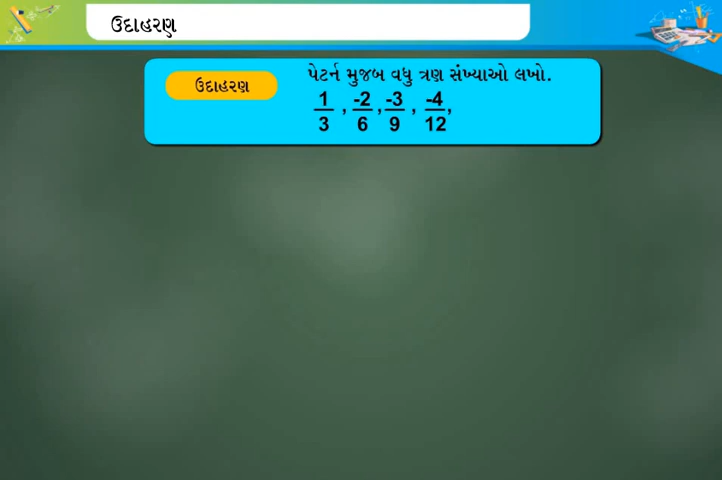 ઉદાહરણ
ઉદાહરણ
પેટર્ન મુજબ વધુ ત્રણ સંખ્યાઓ લખો.
1/3 , -2/6 , -3/9 , -4/12,